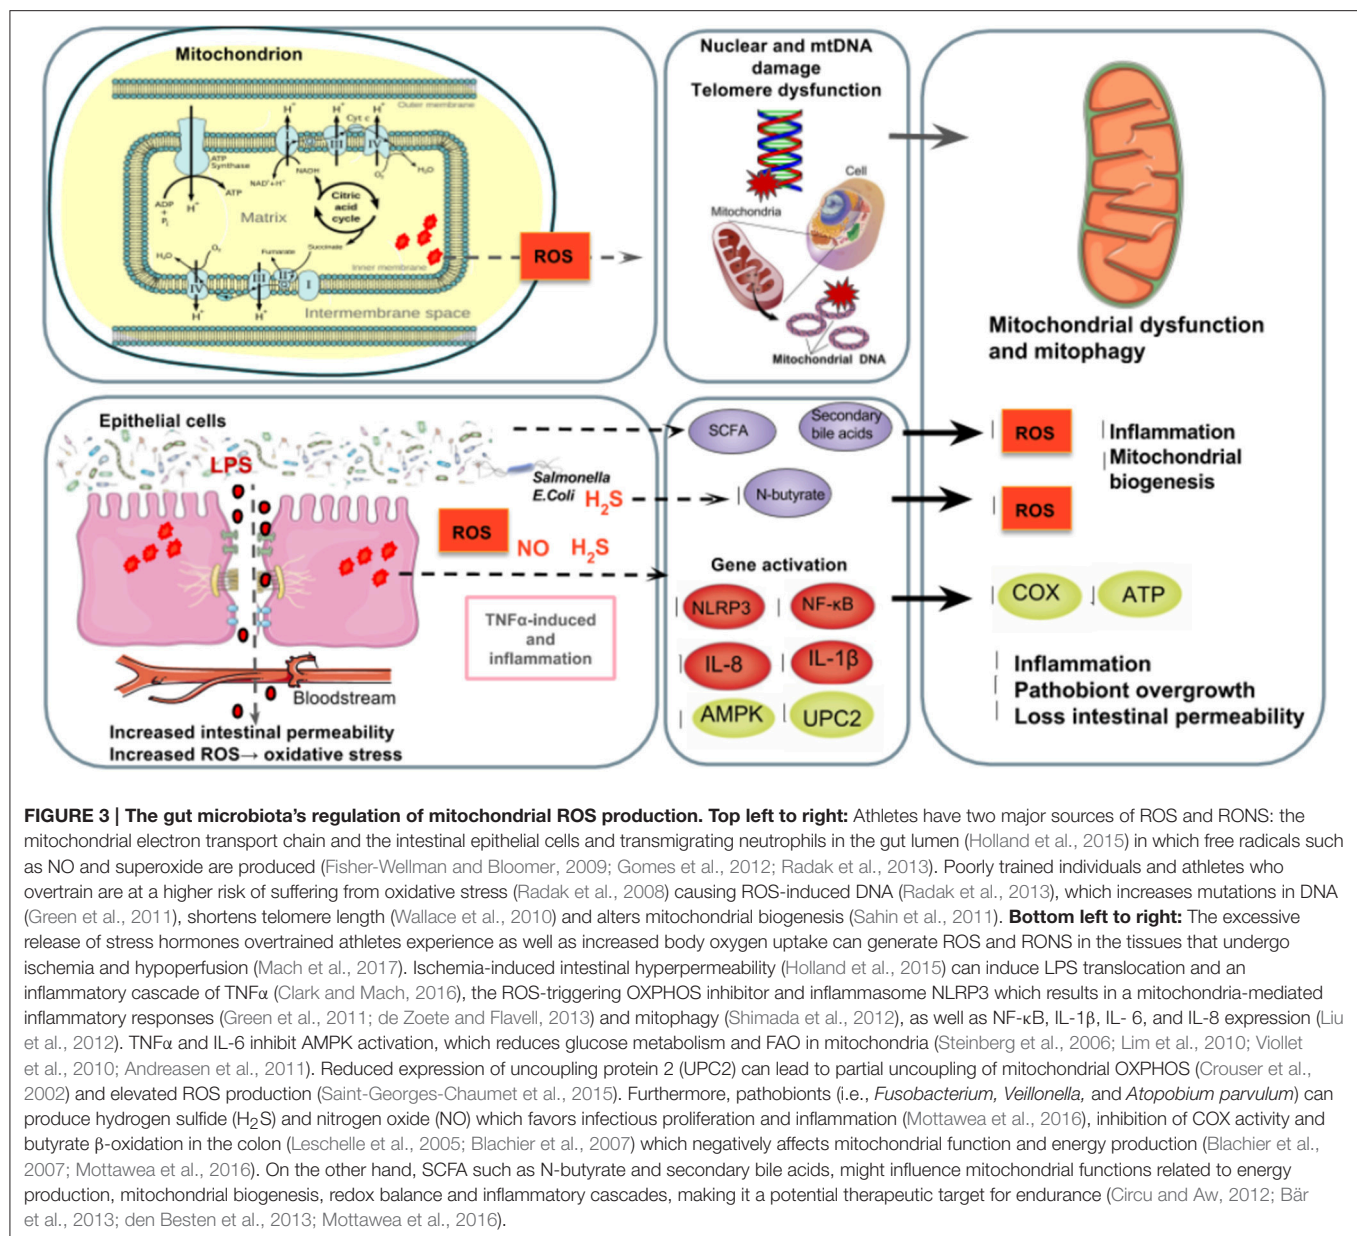 Mitochondrion
Outer membrane
H+ H+ H+
Cyt c
I III IV
ATP
Synthase
NADH
NAD++H+
O2
H2O
ATP
ADP
+
Pi
H+
Matrix
Citric
acid
cycle
H2O
O2
Fumarate
Succinate
Inner membrane
IV III II I
H+ H+
Intermembrane space
ROS
Nuclear and mtDNA
damage
Telomere dysfunction
Cell
Mitochondria
Mitochondrial DNA
Mitochondrial dysfunction
and mitophagy
Epithelial cells
LPS
Salmonella
E.Coli H2S
ROS
NO H2S
TNFα-induced
and
inflammation
Bloodstream
Increased intestinal permeability
Increased ROS→ oxidative stress
SCFA
Secondary
bile acids
N-butyrate
Gene activation
NLRP3 NF-κB
IL-8 IL-1β
AMPK UPC2
ROS
Inflammation
Mitochondrial
biogenesis
ROS
COX ATP
Inflammation
Pathobiont overgrowth
Loss intestinal permeability
FIGURE 3 | The gut microbiota's regulation of mitochondrial ROS production. Top left to right: Athletes have two major sources of ROS and RONS: the
mitochondrial electron transport chain and the intestinal epithelial cells and transmigrating neutrophils in the gut lumen (Holland et al., 2015) in which free radicals such
as NO and superoxide are produced (Fisher-Wellman and Bloomer, 2009; Gomes et al., 2012; Radak et al., 2013). Poorly trained individuals and athletes who
overtrain are at a higher risk of suffering from oxidative stress (Radak et al., 2008) causing ROS-induced DNA (Radak et al., 2013), which increases mutations in DNA
(Green et al., 2011), shortens telomere length (Wallace et al., 2010) and alters mitochondrial biogenesis (Sahin et al., 2011). Bottom left to right: The excessive
release of stress hormones overtrained athletes experience as well as increased body oxygen uptake can generate ROS and RONS in the tissues that undergo
ischemia and hypoperfusion (Mach et al., 2017). Ischemia-induced intestinal hyperpermeability (Holland et al., 2015) can induce LPS translocation and an
inflammatory cascade of TNFα (Clark and Mach, 2016), the ROS-triggering OXPHOS inhibitor and inflammasome NLRP3 which results in a mitochondria-mediated
inflammatory responses (Green et al., 2011; de Zoete and Flavell, 2013) and mitophagy (Shimada et al., 2012), as well as NF-κB, IL-1β, IL- 6, and IL-8 expression (Liu
et al., 2012). TNFα and IL-6 inhibit AMPK activation, which reduces glucose metabolism and FAO in mitochondria (Steinberg et al., 2006; Lim et al., 2010; Viollet
et al., 2010; Andreasen et al., 2011). Reduced expression of uncoupling protein 2 (UPC2) can lead to partial uncoupling of mitochondrial OXPHOS (Crouser et al.,
2002) and elevated ROS production (Saint-Georges-Chaumet et al., 2015). Furthermore, pathobionts (i.e., Fusobacterium, Veillonella, and Atopobium parvulum) can
produce hydrogen sulfide (H2S) and nitrogen oxide (NO) which favors infectious proliferation and inflammation (Mottawea et al., 2016), inhibition of COX activity and
butyrate β-oxidation in the colon (Leschelle et al., 2005; Blachier et al., 2007) which negatively affects mitochondrial function and energy production (Blachier et al.,
2007; Mottawea et al., 2016). On the other hand, SCFA such as N-butyrate and secondary bile acids, might influence mitochondrial functions related to energy
production, mitochondrial biogenesis, redox balance and inflammatory cascades, making it a potential therapeutic target for endurance (Circu and Aw, 2012; Bär
et al., 2013; den Besten et al., 2013; Mottawea et al., 2016).